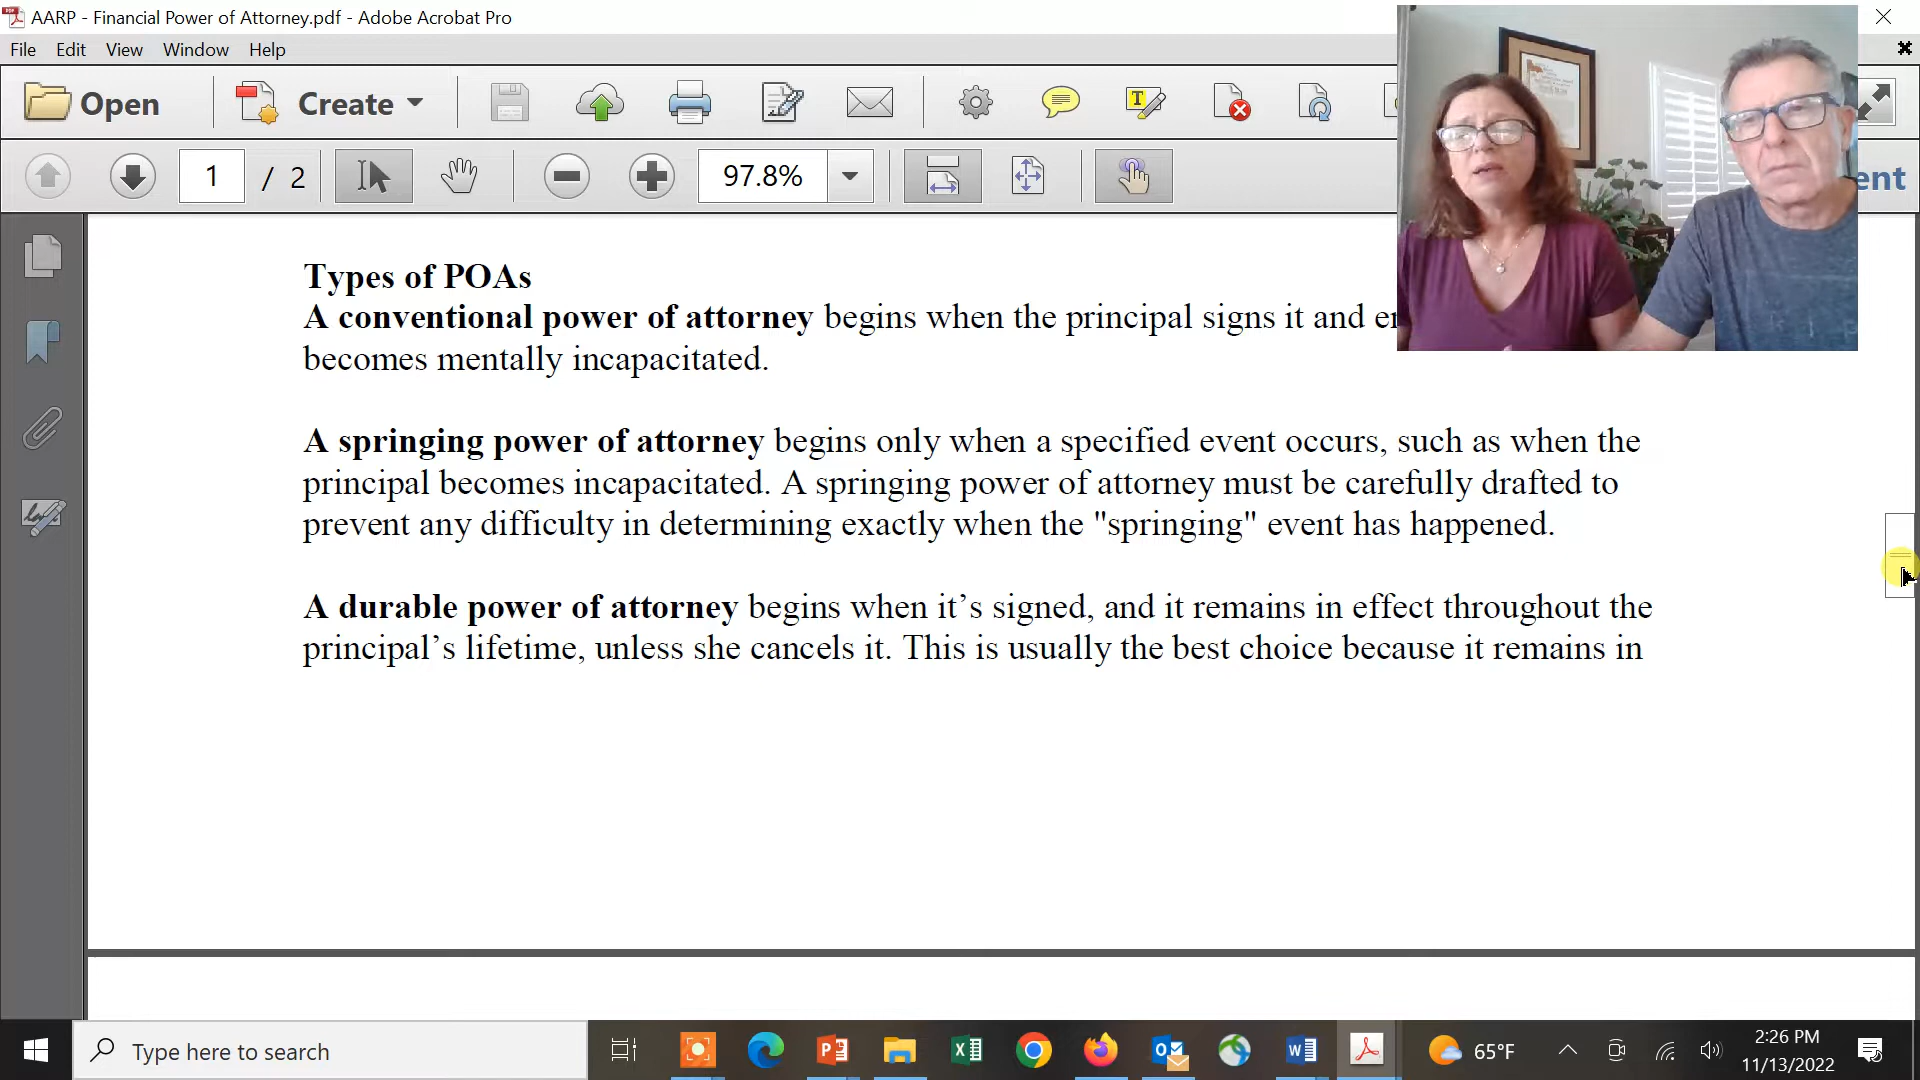 AARP - Financial Power of Attorney.pdf - Adobe Acrobat Pro
File Edit View Window Help
Open Create
1 / 2 97.8%
Types of POAs
A conventional power of attorney begins when the principal signs it and
becomes mentally incapacitated.
A springing power of attorney begins only when a specified event occurs, such as when the
principal becomes incapacitated. A springing power of attorney must be carefully drafted to
prevent any difficulty in determining exactly when the "springing" event has happened.
A durable power of attorney begins when it’s signed, and it remains in effect throughout the
principal’s lifetime, unless she cancels it. This is usually the best choice because it remains in
Type here to search
65°F
2:26 PM
11/13/2022